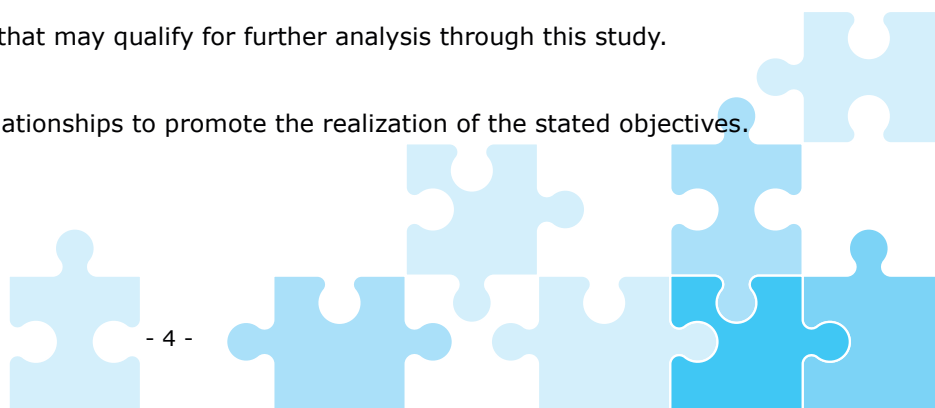 that may qualify for further analysis through this study.
ationships to promote the realization of the stated objectives.
- 4 -